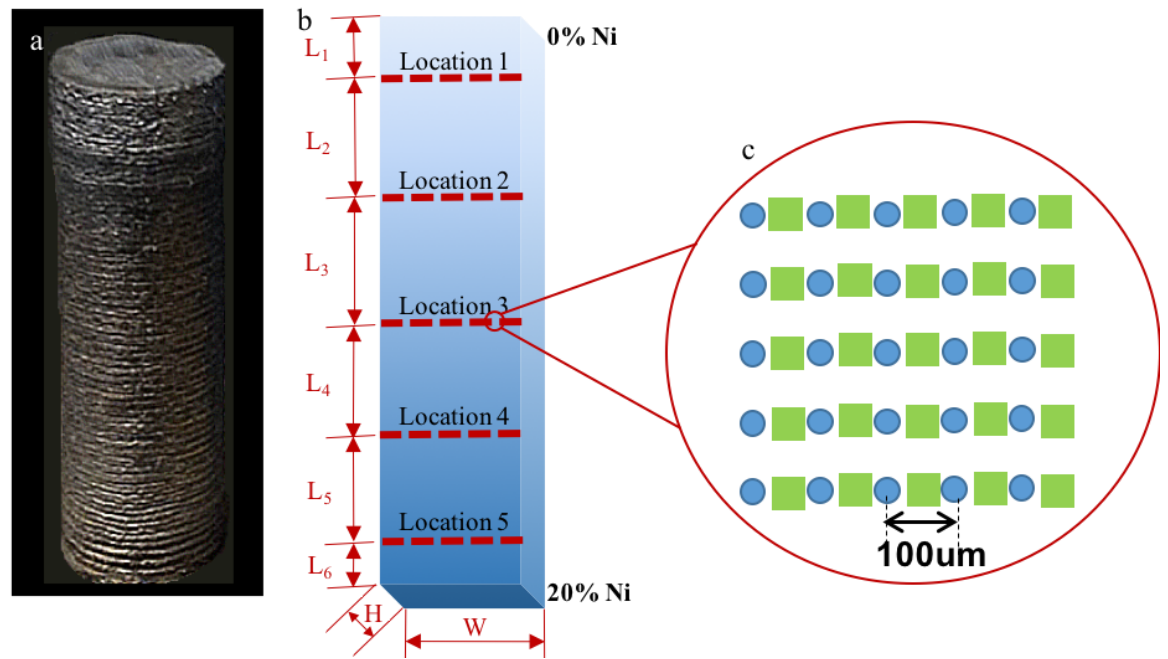 a
b
c
L₁
L₂
L₃
L₄
L₅
L₆
0% Ni
Location 1
Location 2
Location 3
Location 4
Location 5
20% Ni
H
W
100um